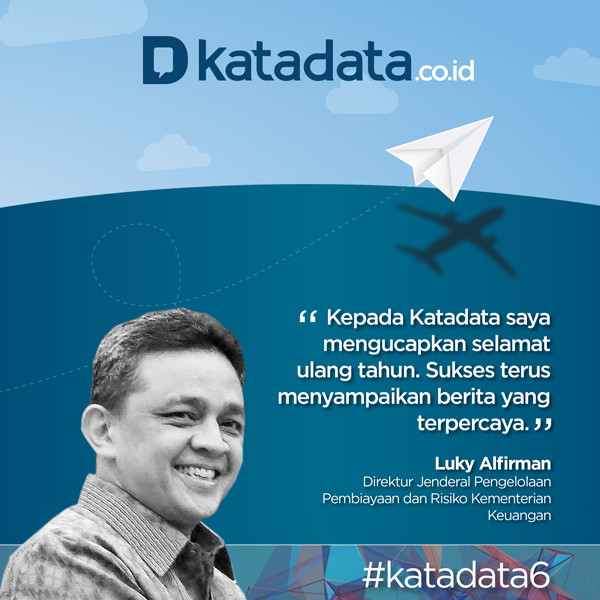 katadata.co.id
“ Kepada Katadata saya
mengucapkan selamat
ulang tahun. Sukses terus
menyampaikan berita yang
terpercaya. ”
Luky Alfirman
Direktur Jenderal Pengelolaan
Pembiayaan dan Risiko Kementerian
Keuangan
#katadata6